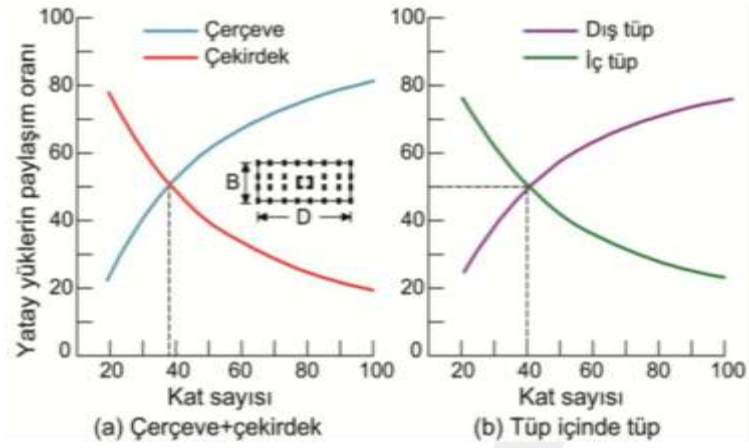 Yatay yüklerin paylaşım oranı
100
80
60
40
20
0
Çerçeve
Çekirdek
B
D
20 40 60 80 100
Kat sayısı
(a) Çerçeve+çekirdek
100
80
60
40
20
0
Dış tüp
İç tüp
20 40 60 80 100
Kat sayısı
(b) Tüp içinde tüp